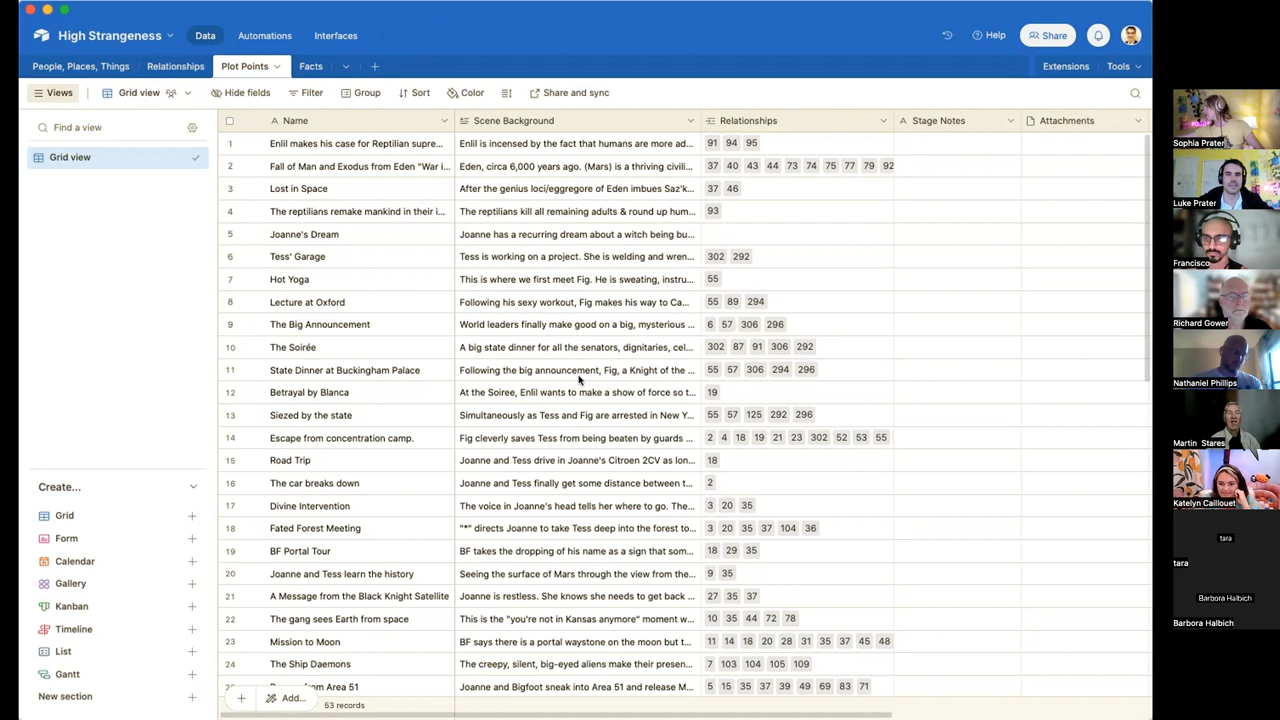 High Strangeness
Data
Automations
Interfaces
Help
Share
People, Places, Things
Relationships
Plot Points
Facts
Extensions
Tools
Views
Grid view
Hide fields
Filter
Group
Sort
Color
Share and sync
Find a view
Grid view
Create...
Grid
Form
Calendar
Gallery
Kanban
Timeline
List
Gantt
New section
Name Scene Background Relationships Stage Notes Attachments
1 Enlil makes his case for Reptilian supre... Enlil is incensed by the fact that humans are more ad... 91 94 95
2 Fall of Man and Exodus from Eden "War i... Eden, circa 6,000 years ago. (Mars) is a thriving civili... 37 40 43 44 73 74 75 77 79 92
3 Lost in Space After the genius loci/eggregore of Eden imbues Saz'k... 37 46
4 The reptilians remake mankind in their i... The reptilians kill all remaining adults & round up hum... 93
5 Joanne's Dream Joanne has a recurring dream about a witch being bu...
6 Tess' Garage Tess is working on a project. She is welding and wren... 302 292
7 Hot Yoga This is where we first meet Fig. He is sweating, instru... 55
8 Lecture at Oxford Following his sexy workout, Fig makes his way to Ca... 55 89 294
9 The Big Announcement World leaders finally make good on a big, mysterious ... 6 57 306 296
10 The Soirée A big state dinner for all the senators, dignitaries, cel... 302 87 91 306 292
11 State Dinner at Buckingham Palace Following the big announcement, Fig, a Knight of the ... 55 57 306 294 296
12 Betrayal by Blanca At the Soiree, Enlil wants to make a show of force so t... 19
13 Siezed by the state Simultaneously as Tess and Fig are arrested in New Y... 55 57 125 292 296
14 Escape from concentration camp. Fig cleverly saves Tess from being beaten by guards ... 2 4 18 19 21 23 302 52 53 55
15 Road Trip Joanne and Tess drive in Joanne's Citroen 2CV as lon... 18
16 The car breaks down Joanne and Tess finally get some distance between t... 2
17 Divine Intervention The voice in Joanne's head tells her where to go. The... 3 20 35
18 Fated Forest Meeting "*" directs Joanne to take Tess deep into the forest to... 3 20 35 37 104 36
19 BF Portal Tour BF takes the dropping of his name as a sign that som... 18 29 35
20 Joanne and Tess learn the history Seeing the surface of Mars through the view from the... 9 35
21 A Message from the Black Knight Satellite Joanne is restless. She knows she needs to get back ... 27 35 37
22 The gang sees Earth from space This is the "you're not in Kansas anymore" moment w... 10 35 44 72 78
23 Mission to Moon BF says there is a portal waystone on the moon but t... 11 14 18 20 28 31 35 37 45 48
24 The Ship Daemons The creepy, silent, big-eyed aliens make their presen... 7 103 104 105 109
from Area 51 Joanne and Bigfoot sneak into Area 51 and release M... 5 15 35 37 39 49 69 83 71
Add...
53 records
Sophia Prater
Luke Prater
Francisco
Richard Gower
Nathaniel Phillips
Martin Stares
Katelyn Caillouet
tara
tara
Barbora Halbich
Barbora Halbich